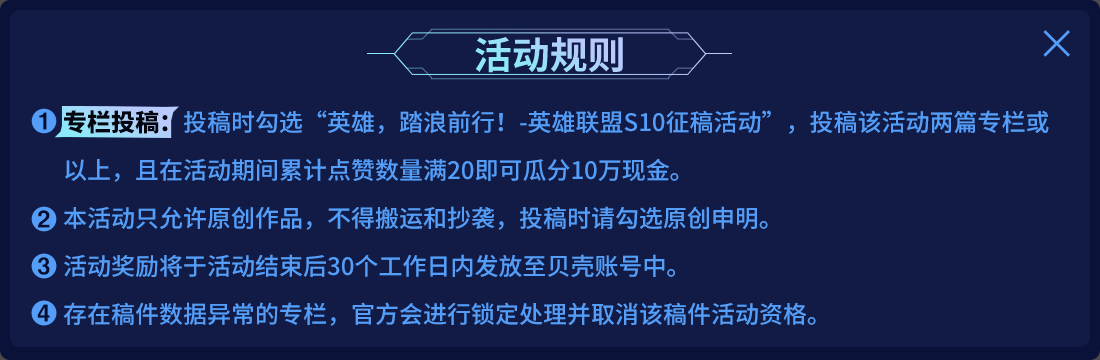 活动规则
❶专栏投稿：投稿时勾选“英雄，踏浪前行！-英雄联盟S10征稿活动”，投稿该活动两篇专栏或
以上，且在活动期间累计点赞数量满20即可瓜分10万现金。
❷本活动只允许原创作品，不得搬运和抄袭，投稿时请勾选原创申明。
❸活动奖励将于活动结束后30个工作日内发放至贝壳账号中。
❹存在稿件数据异常的专栏，官方会进行锁定处理并取消该稿件活动资格。